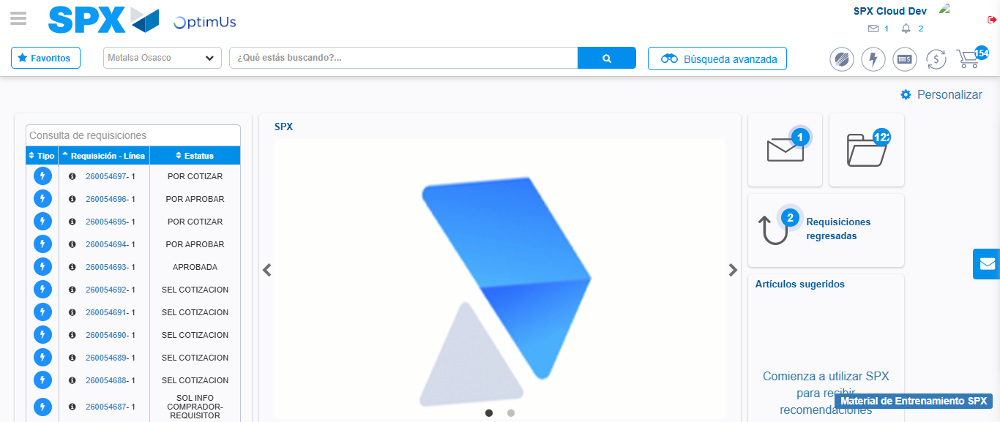 SPX
OptimUs
SPX Cloud Dev
1
2
Favoritos
Metalsa Osasco
¿Qué estás buscando?...
Búsqueda avanzada
154
Personalizar
Consulta de requisiciones
Tipo Requisición - Línea Estatus
260054697- 1 POR COTIZAR
260054696- 1 POR APROBAR
260054695- 1 POR COTIZAR
260054694- 1 POR APROBAR
260054693- 1 APROBADA
260054692- 1 SEL COTIZACION
260054691- 1 SEL COTIZACION
260054690- 1 SEL COTIZACION
260054689- 1 SEL COTIZACION
260054688- 1 SEL COTIZACION
260054687- 1 SOL INFO
COMPRADOR-
REQUISITOR
SPX
1
2
Requisiciones
regresadas
Artículos sugeridos
Comienza a utilizar SPX
para recibir
recomendaciones
Material de Entrenamiento SPX